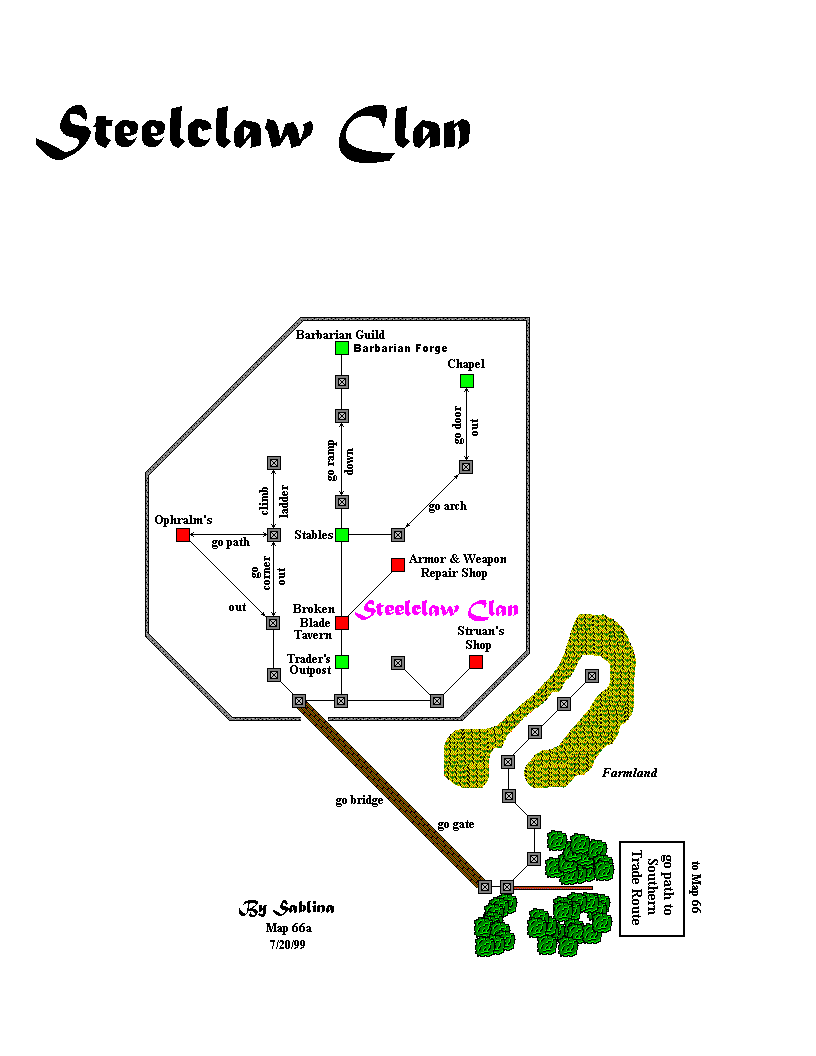 Steelclaw Clan
Barbarian Guild
Barbarian Forge
Chapel
go door
out
go ramp
down
climb
ladder
go arch
Ophralm's
go path
Stables
go
corner
out
Armor & Weapon
Repair Shop
out
Broken
Blade
Tavern
Steelclaw Clan
Struan's
Shop
Trader's
Outpost
Farmland
go bridge
go gate
to Map 66
go path to
Southern
Trade Route
By Sablina
Map 66a
7/20/99